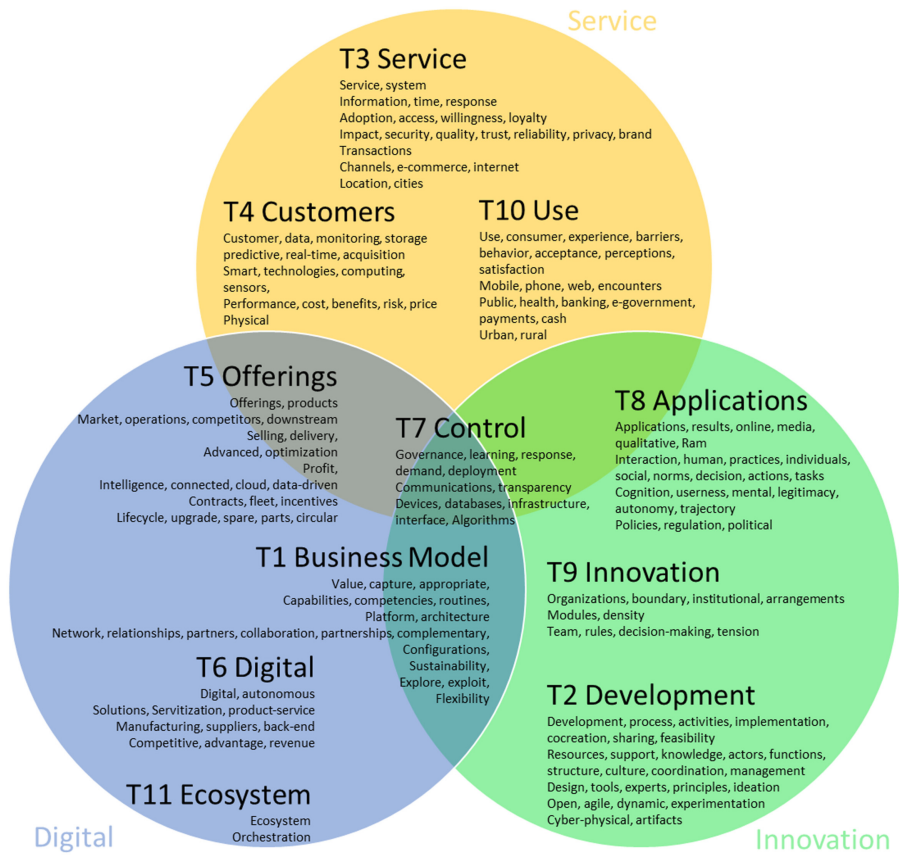 Service
T3 Service
Service, system
Information, time, response
Adoption, access, willingness, loyalty
Impact, security, quality, trust, reliability, privacy, brand
Transactions
Channels, e-commerce, internet
Location, cities
T4 Customers
Customer, data, monitoring, storage
predictive, real-time, acquisition
Smart, technologies, computing,
sensors,
Performance, cost, benefits, risk, price
Physical
T10 Use
Use, consumer, experience, barriers,
behavior, acceptance, perceptions,
satisfaction
Mobile, phone, web, encounters
Public, health, banking, e-government,
payments, cash
Urban, rural
T5 Offerings
Offerings, products
Market, operations, competitors, downstream
Selling, delivery,
Advanced, optimization
Profit,
Intelligence, connected, cloud, data-driven
Contracts, fleet, incentives
Lifecycle, upgrade, spare, parts, circular
T7 Control
Governance, learning, response,
demand, deployment
Communications, transparency
Devices, databases, infrastructure,
interface, Algorithms
T8 Applications
Applications, results, online, media,
qualitative, Ram
Interaction, human, practices, individuals,
social, norms, decision, actions, tasks
Cognition, userness, mental, legitimacy,
autonomy, trajectory
Policies, regulation, political
T1 Business Model
Value, capture, appropriate,
Capabilities, competencies, routines,
Platform, architecture
Network, relationships, partners, collaboration, partnerships, complementary,
Configurations,
Sustainability,
Explore, exploit,
Flexibility
T9 Innovation
Organizations, boundary, institutional, arrangements
Modules, density
Team, rules, decision-making, tension
T6 Digital
Digital, autonomous
Solutions, Servitization, product-service
Manufacturing, suppliers, back-end
Competitive, advantage, revenue
T2 Development
Development, process, activities, implementation,
cocreation, sharing, feasibility
Resources, support, knowledge, actors, functions,
structure, culture, coordination, management
Design, tools, experts, principles, ideation
Open, agile, dynamic, experimentation
Cyber-physical, artifacts
T11 Ecosystem
Ecosystem
Orchestration
Digital
Innovation